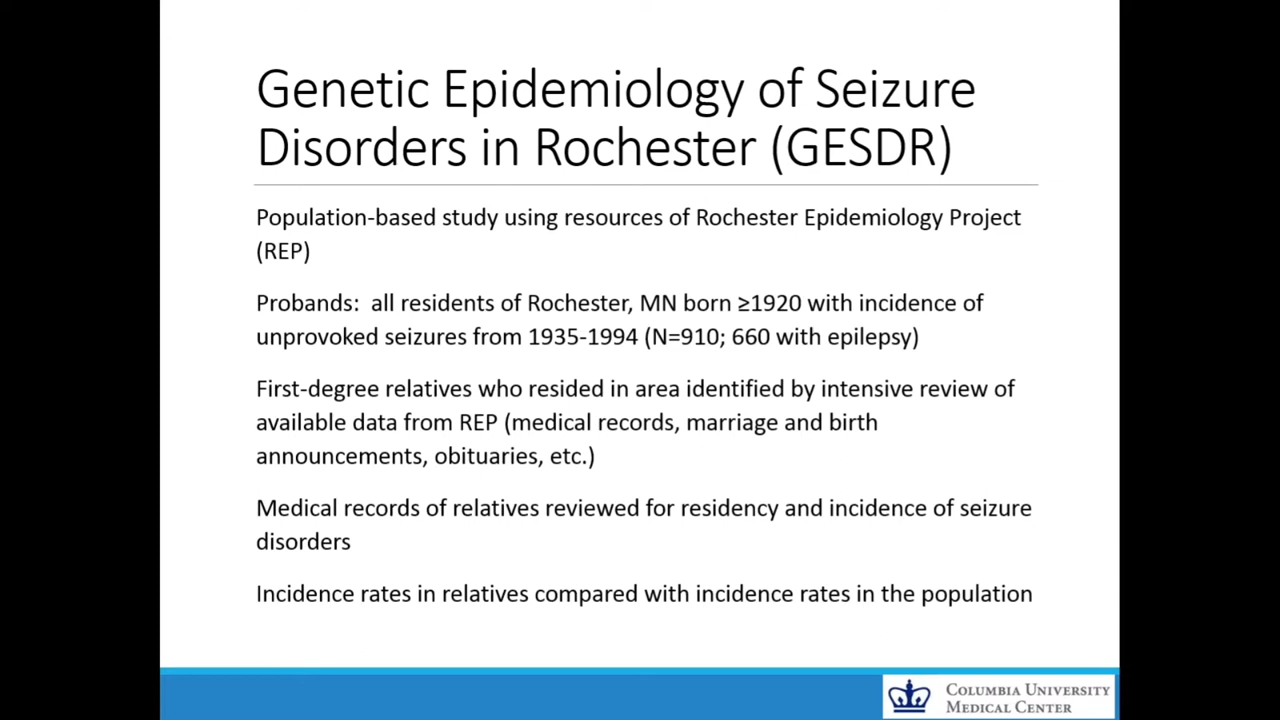 Genetic Epidemiology of Seizure
Disorders in Rochester (GESDR)
Population-based study using resources of Rochester Epidemiology Project
(REP)
Probands:  all residents of Rochester, MN born ≥1920 with incidence of
unprovoked seizures from 1935-1994 (N=910; 660 with epilepsy)
First-degree relatives who resided in area identified by intensive review of
available data from REP (medical records, marriage and birth
announcements, obituaries, etc.)
Medical records of relatives reviewed for residency and incidence of seizure
disorders
Incidence rates in relatives compared with incidence rates in the population
COLUMBIA UNIVERSITY
MEDICAL CENTER